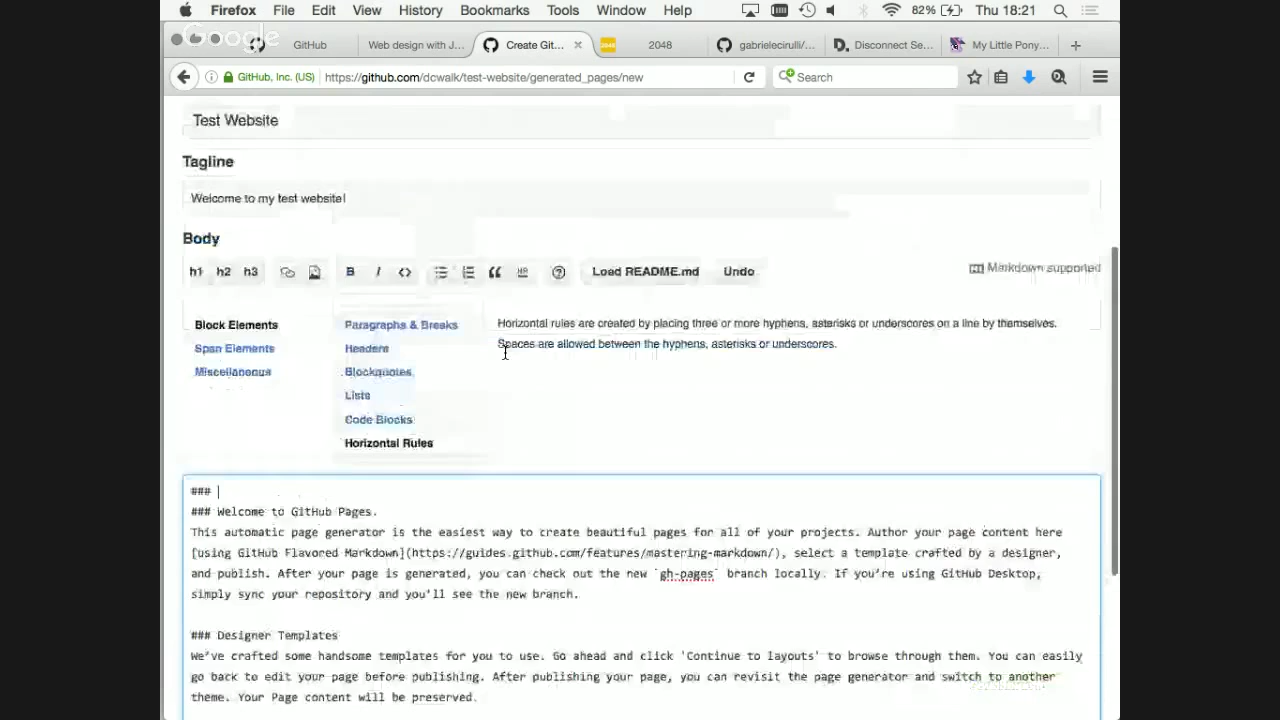 Firefox File Edit View History Bookmarks Tools Window Help 82% Thu 18:21
Google
GitHub Web design with J... Create Git... × 2048 2048 gabrielecirulli/... D. Disconnect Se... My Little Pony... +
GitHub, Inc. (US) https://github.com/dcwalk/test-website/generated_pages/new Search
Test Website
Tagline
Welcome to my test website!
Body
h1 h2 h3 B i <> HR Load README.md Undo Markdown supported
Block Elements Paragraphs & Breaks Horizontal rules are created by placing three or more hyphens, asterisks or underscores on a line by themselves.
Span Elements Headers Spaces are allowed between the hyphens, asterisks or underscores.
Miscellaneous Blockquotes
Lists
Code Blocks
Horizontal Rules
###
### Welcome to GitHub Pages.
This automatic page generator is the easiest way to create beautiful pages for all of your projects. Author your page content here
[using GitHub Flavored Markdown](https://guides.github.com/features/mastering-markdown/), select a template crafted by a designer,
and publish. After your page is generated, you can check out the new `gh-pages` branch locally. If you're using GitHub Desktop,
simply sync your repository and you'll see the new branch.
### Designer Templates
We've crafted some handsome templates for you to use. Go ahead and click 'Continue to layouts' to browse through them. You can easily
go back to edit your page before publishing. After publishing your page, you can revisit the page generator and switch to another
theme. Your Page content will be preserved.